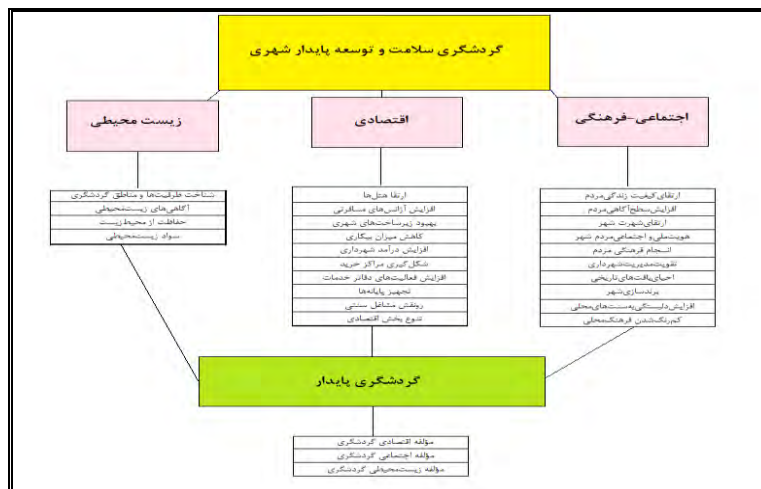 گردشگری سلامت و توسعه پایدار شهری
اجتماعی-فرهنگی
اقتصادی
زیست محیطی
ارتقای کیفیت زندگی مردم
افزایش سطح آگاهی مردم
ارتقای شهرت شهر
هویت ملی و اجتماعی مردم شهر
انسجام فرهنگی مردم
تقویت مدیریت شهرداری
احیای بافت‌های تاریخی
برندسازی شهر
افزایش دلبستگی به سنت‌های محلی
کم‌رنگ شدن فرهنگ محلی
ارتقا هتل‌ها
افزایش آژانس‌های مسافرتی
بهبود زیرساخت‌های شهری
کاهش میزان بیکاری
افزایش درآمد شهرداری
شکل‌گیری مراکز خرید
افزایش فعالیت‌های دفاتر خدمات
تجهیز پایانه‌ها
رونقش مشاغل سنتی
تنوع بخش اقتصادی
شناخت ظرفیت‌ها و مناطق گردشگری
آگاهی‌های زیست‌محیطی
حفاظت از محیط‌زیست
سواد زیست‌محیطی
گردشگری پایدار
مؤلفه اقتصادی گردشگری
مؤلفه اجتماعی گردشگری
مؤلفه زیست‌محیطی گردشگری